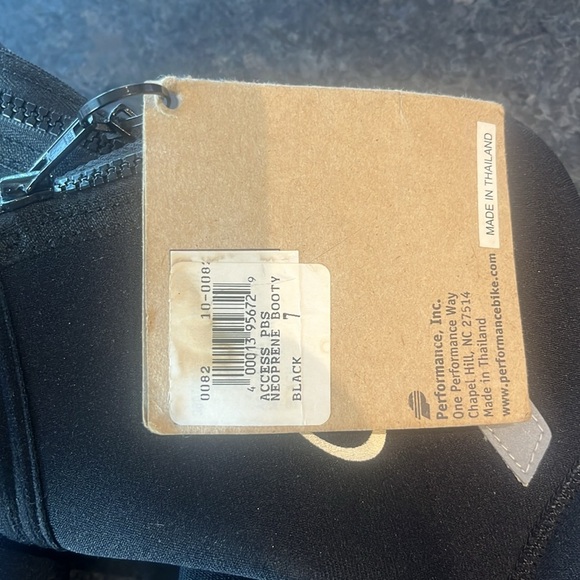 MADE IN THAILAND
Performance, Inc.
One Performance Way
Chapel Hill, NC 27514
Made in Thailand
www.performancebike.com
10-0082
0082
4 00013 95672 9
ACCESS PBS
NEOPRENE BOOTY
BLACK 7